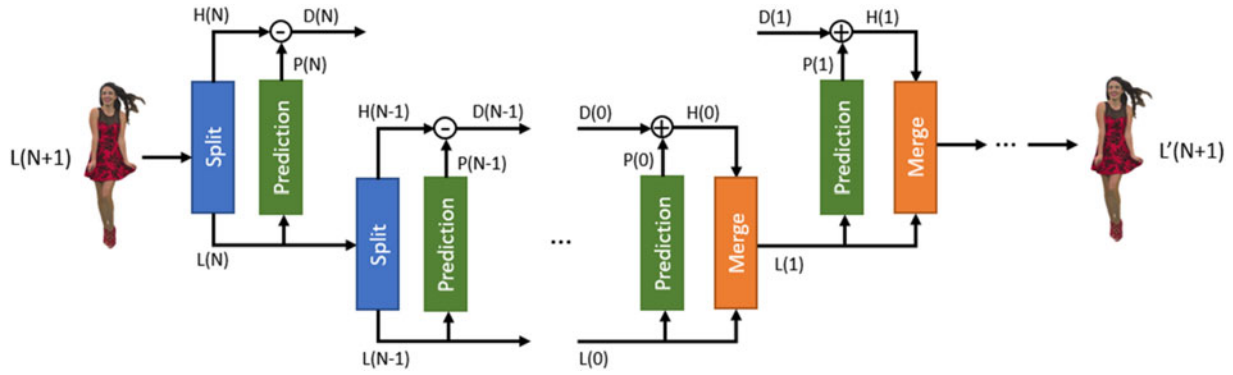 L(N+1)
H(N)
D(N)
P(N)
Split
Prediction
L(N)
H(N-1)
D(N-1)
P(N-1)
Split
Prediction
L(N-1)
...
D(0)
H(0)
P(0)
Prediction
Merge
L(0)
L(1)
D(1)
H(1)
P(1)
Prediction
Merge
...
L’(N+1)